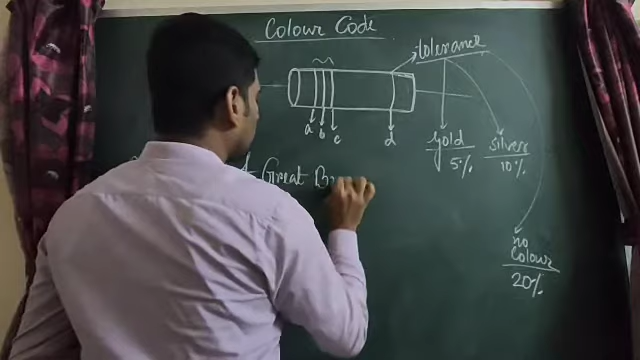 Colour Code
tolerance
a b c d
gold silver
5% 10%
Great
no
colour
20%